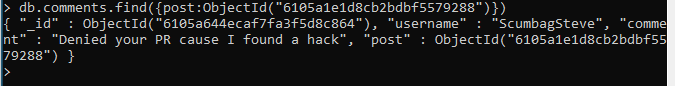 > db.comments.find({post:ObjectId("6105a1e1d8cb2bdbf5579288")})
{ "_id" : ObjectId("6105a644ecaf7fa3f5d8c864"), "username" : "ScumbagSteve", "comme
nt" : "Denied your PR cause I found a hack", "post" : ObjectId("6105a1e1d8cb2bdbf55
79288") }
>